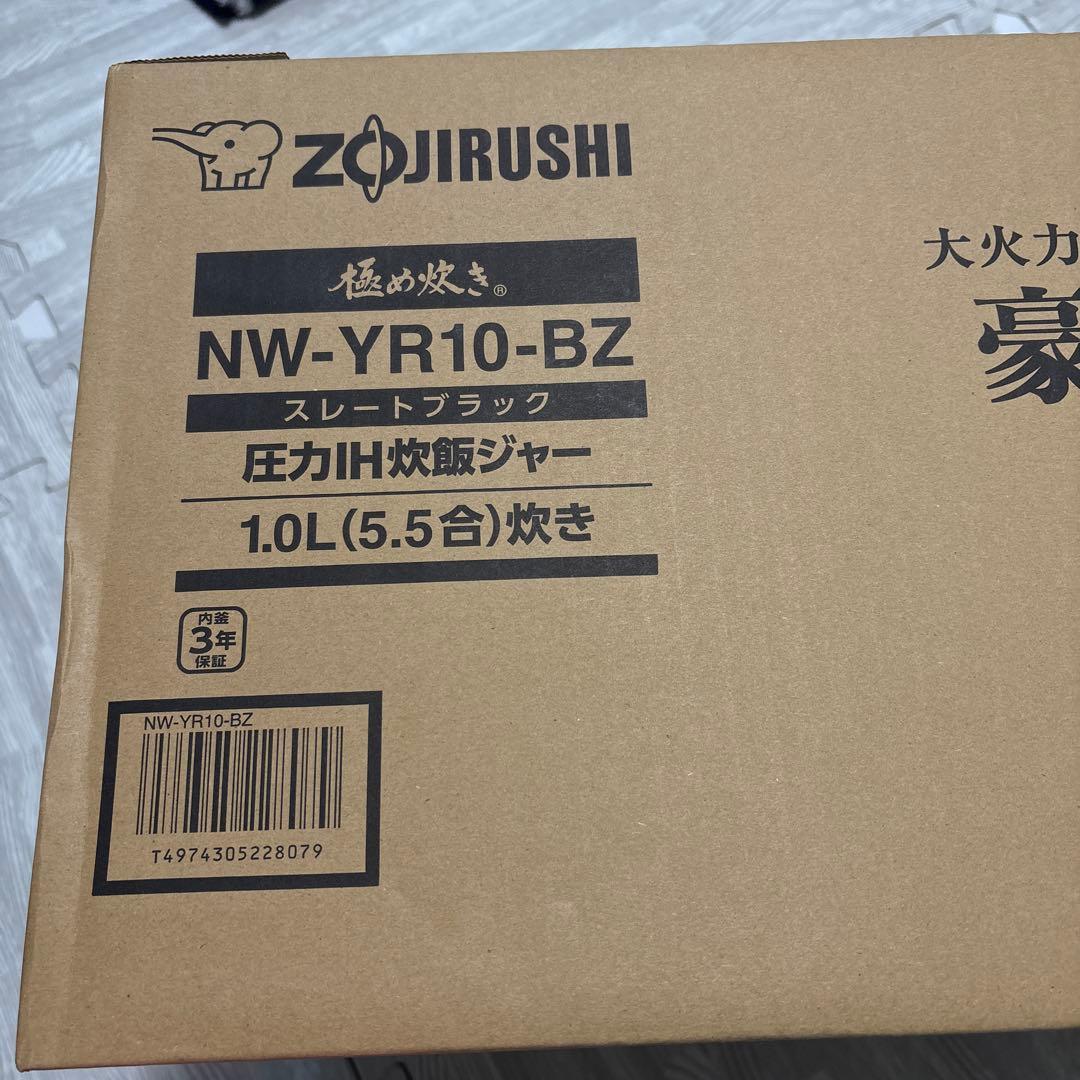 ZOJIRUSHI
極め炊き®
NW-YR10-BZ
スレートブラック
圧力IH炊飯ジャー
1.0L(5.5合)炊き
内釜
3年
保証
NW-YR10-BZ
T4974305228079
大火力
豪